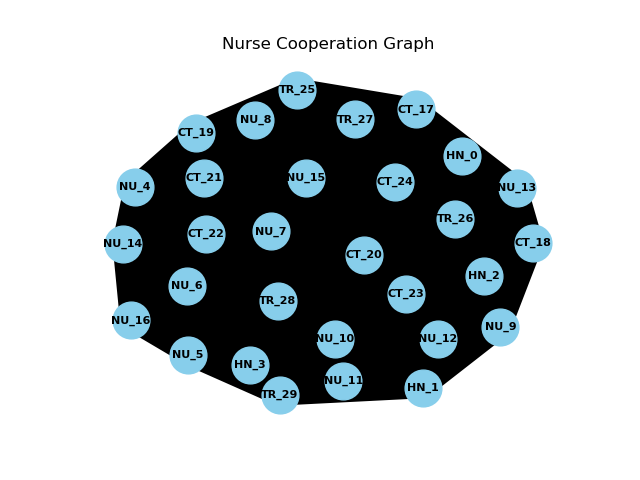 Nurse Cooperation Graph
TR_25
CT_17
NU_8
TR_27
CT_19
HN_0
CT_21
NU_15
CT_24
NU_4
NU_13
TR_26
NU_7
CT_22
NU_14
CT_18
CT_20
HN_2
NU_6
CT_23
TR_28
NU_16
NU_9
NU_10
NU_12
NU_5
HN_3
NU_11
HN_1
TR_29